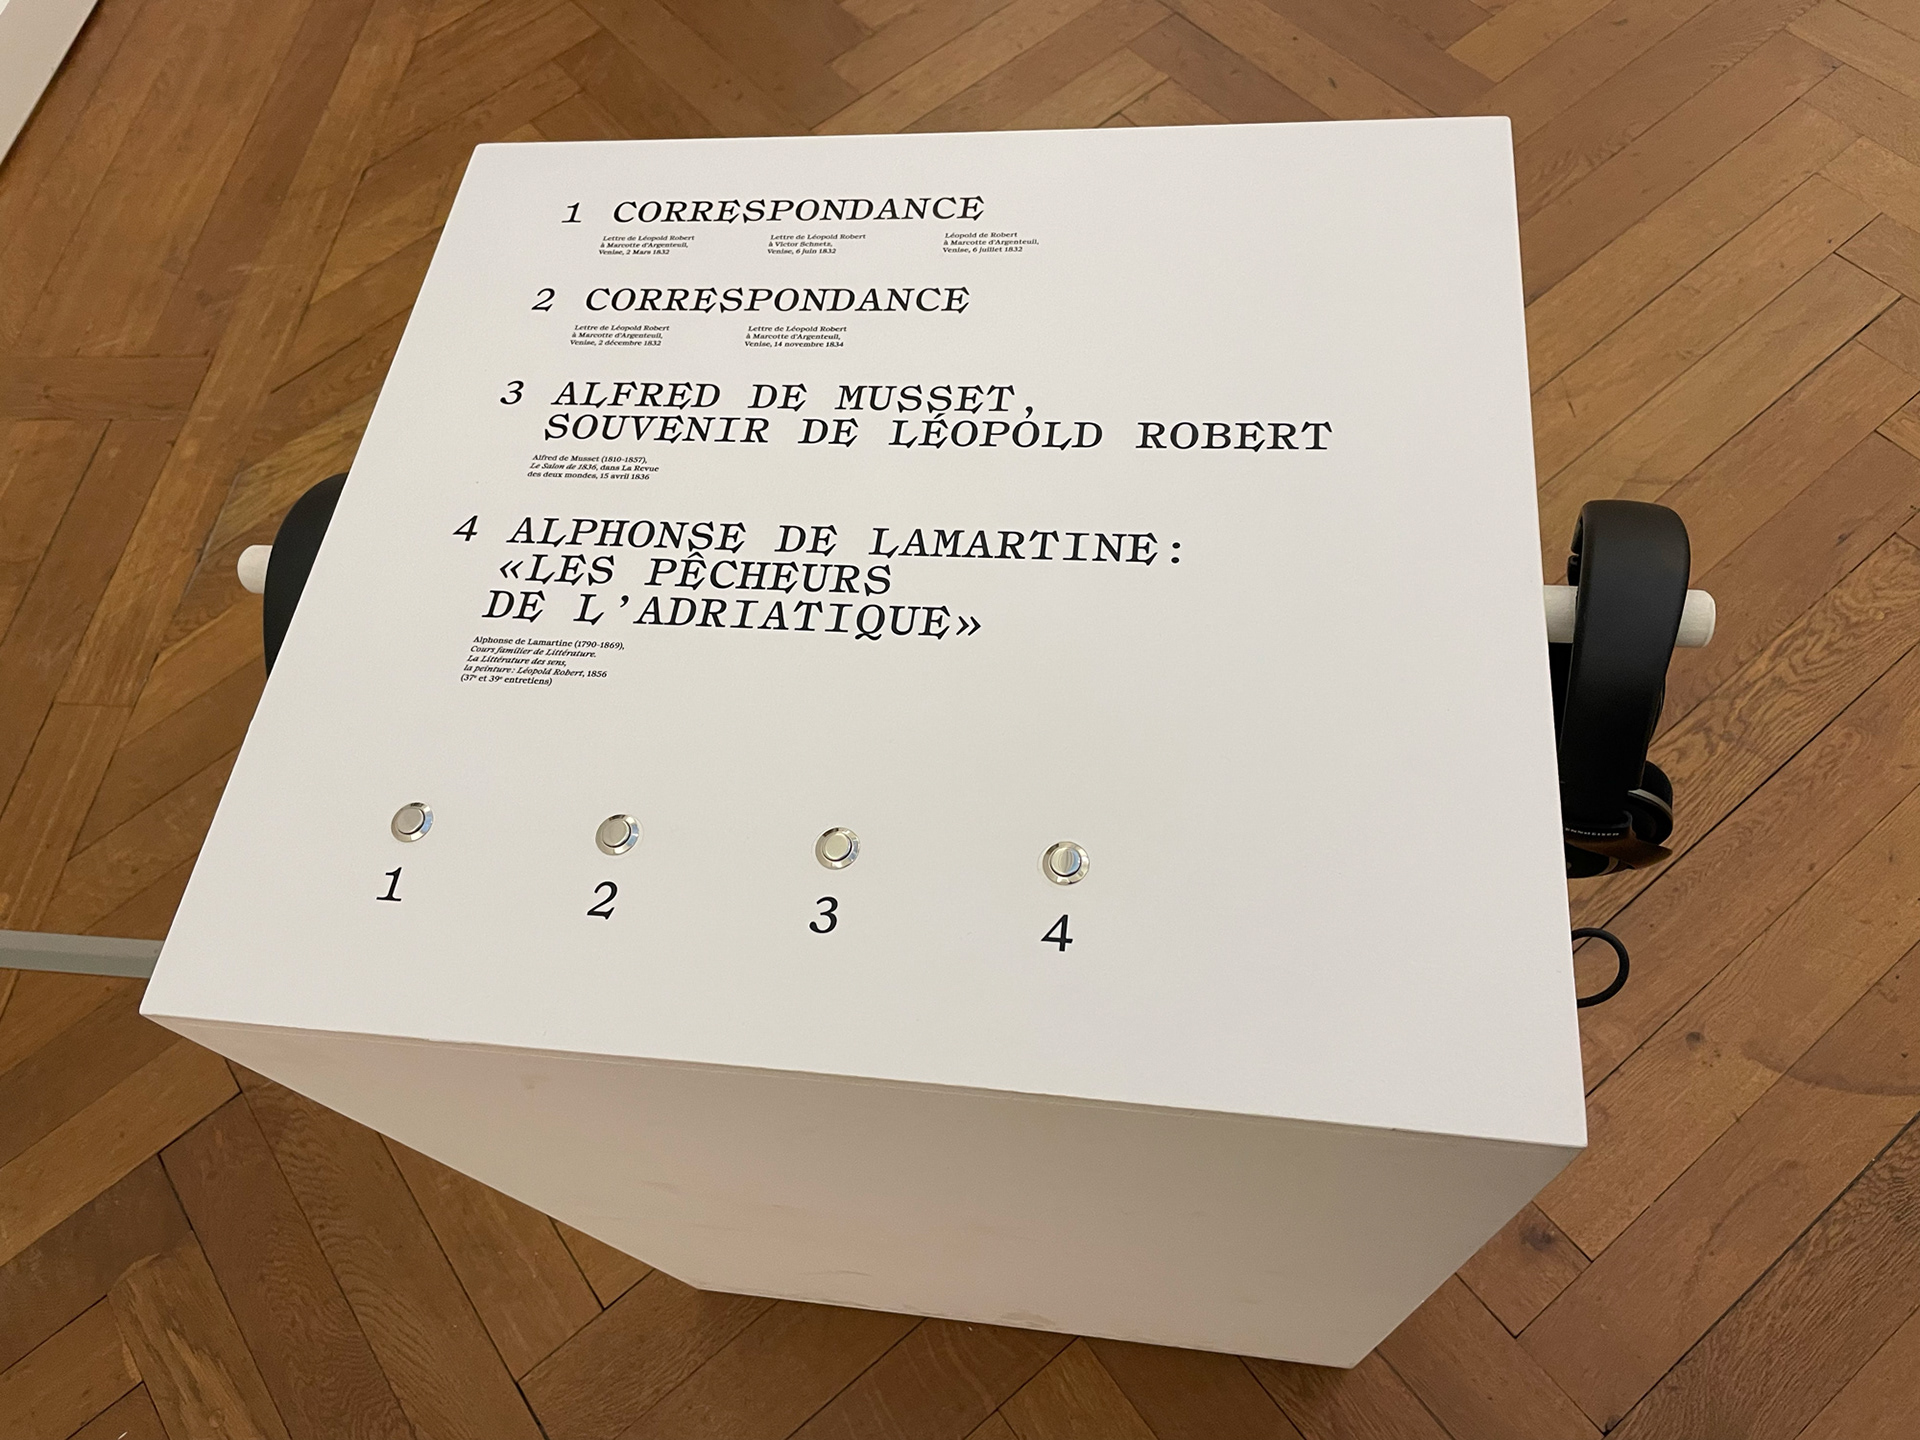 1 CORRESPONDANCE
Lettre de Léopold Robert
à Marcotte d'Argenteuil,
Venise, 2 Mars 1832
Lettre de Léopold Robert
à Victor Schnetz,
Venise, 6 juin 1832
Léopold de Robert
à Marcotte d'Argenteuil,
Venise, 6 juillet 1832
2 CORRESPONDANCE
Lettre de Léopold Robert
à Marcotte d'Argenteuil,
Venise, 2 décembre 1832
Lettre de Léopold Robert
à Marcotte d'Argenteuil,
Venise, 14 novembre 1834
3 ALFRED DE MUSSET,
SOUVENIR DE LÉOPOLD ROBERT
Alfred de Musset (1810-1857),
Le Salon de 1836, dans La Revue
des deux mondes, 15 avril 1836
4 ALPHONSE DE LAMARTINE:
«LES PÊCHEURS
DE L'ADRIATIQUE»
Alphonse de Lamartine (1790-1869),
Cours familier de Littérature.
La Littérature des sens,
la peinture: Léopold Robert, 1856
(37e et 39e entretiens)
1 2 3 4